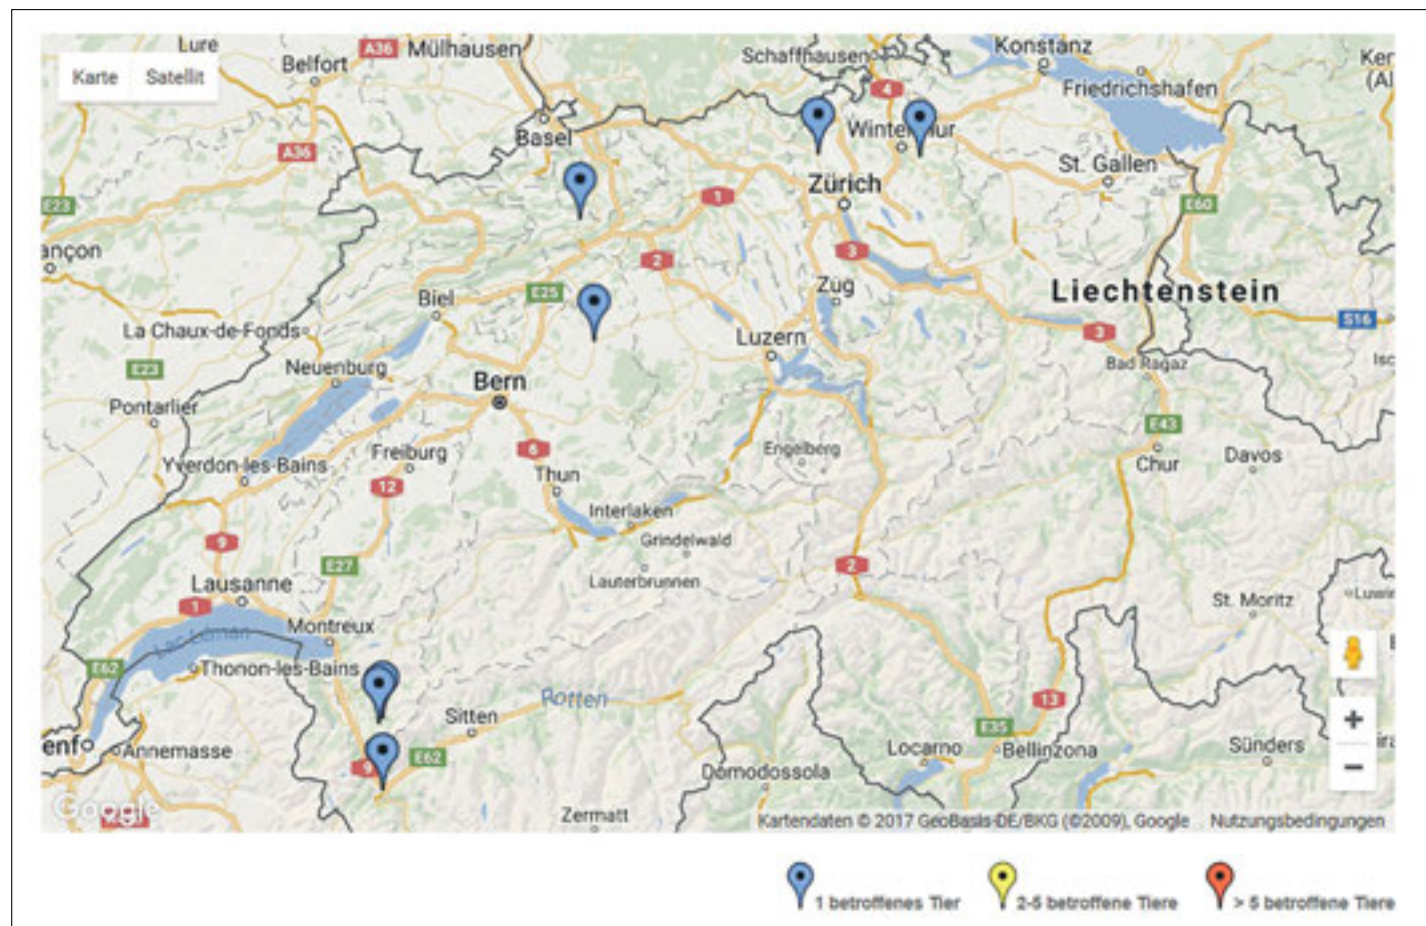 Karte Satellit
Lure
A36
Mülhausen
Belfort
Schaffhausen
Konstanz
Friedrichshafen
4
Basel
A36
St. Gallen
Zürich
1
E23
E60
ançon
2
3
Zug
Liechtenstein
Biel
E25
S16
La Chaux-de-Fonds
Luzern
3
Neuenburg
Bad Ragaz
E23
Bern
Pontarlier
E43
Yverdon-les-Bains
Freiburg
6
Engelberg
Chur
Davos
12
Thun
Interlaken
Grindelwald
9
E27
Lauterbrunnen
2
Lausanne
1
St. Moritz
Montreux
Lac Léman
E62
Thonon-les-Bains
Rotten
13
Sitten
E35
enf
Annemasse
9
E62
Locarno
Bellinzona
Sünders
Domodossola
+
−
Google
Zermatt
Kartendaten © 2017 GeoBasis-DE/BKG (©2009), Google Nutzungsbedingungen
1 betroffenes Tier 2-5 betroffene Tiere > 5 betroffene Tiere